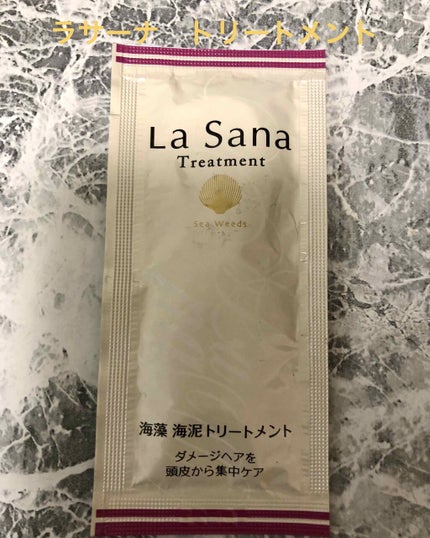 ラサーナ トリートメント
La Sana
Treatment
Sea Weeds
海藻 海泥トリートメント
ダメージヘアを
頭皮から集中ケア